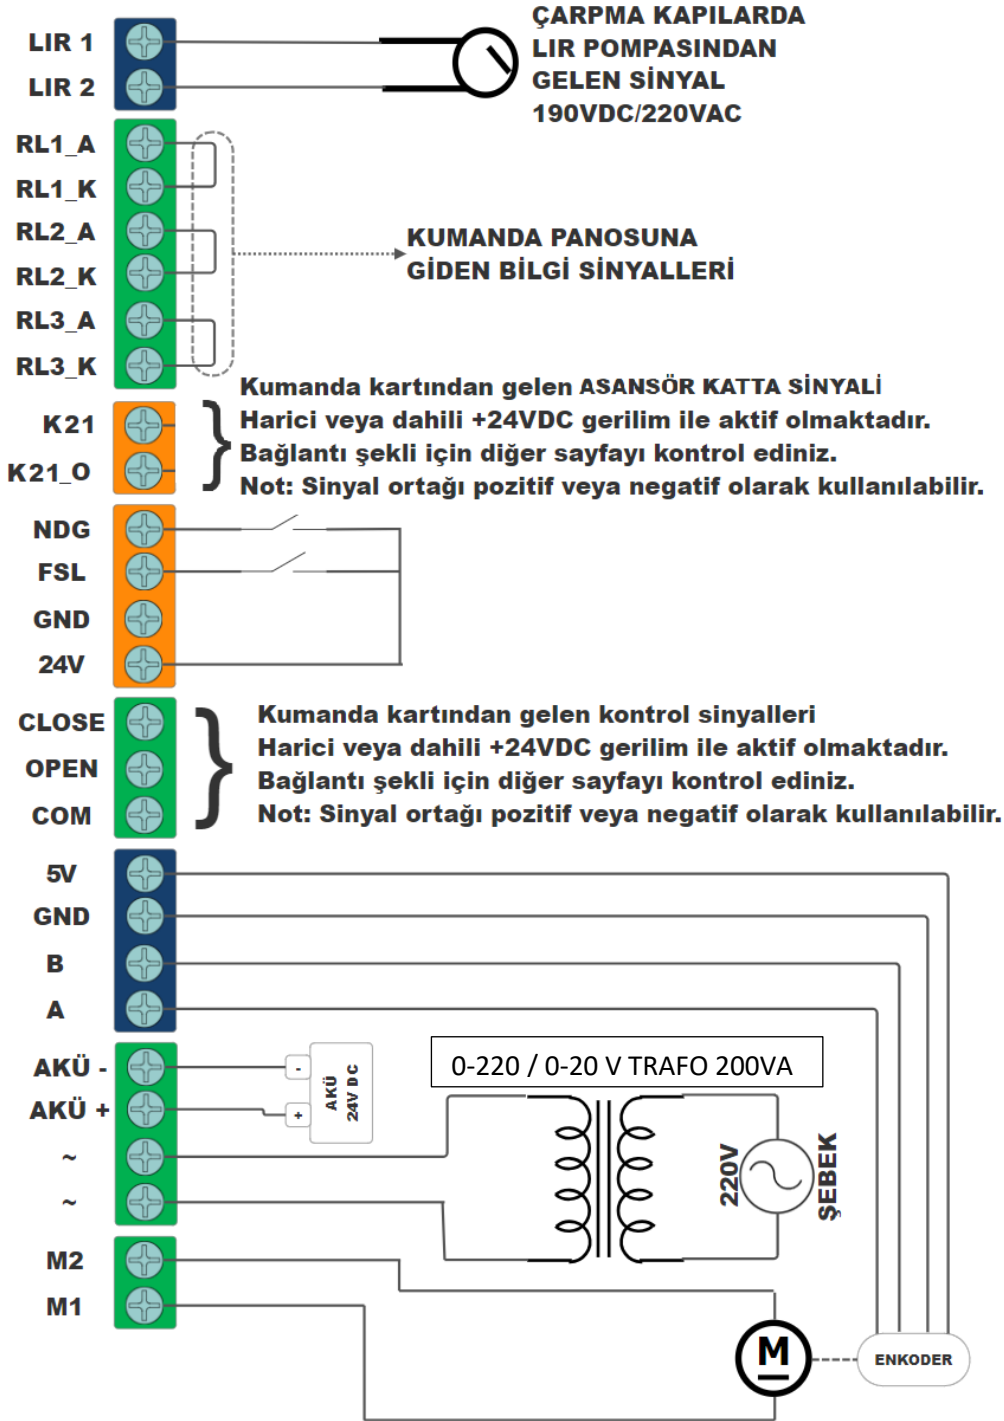 LIR 1
LIR 2
ÇARPMA KAPILARDA
LIR POMPASINDAN
GELEN SİNYAL
190VDC/220VAC
RL1_A
RL1_K
RL2_A
RL2_K
RL3_A
RL3_K
KUMANDA PANOSUNA
GİDEN BİLGİ SİNYALLERİ
K21
K21_O
Kumanda kartından gelen ASANSÖR KATTA SİNYALİ
Harici veya dahili +24VDC gerilim ile aktif olmaktadır.
Bağlantı şekli için diğer sayfayı kontrol ediniz.
Not: Sinyal ortağı pozitif veya negatif olarak kullanılabilir.
NDG
FSL
GND
24V
CLOSE
OPEN
COM
Kumanda kartından gelen kontrol sinyalleri
Harici veya dahili +24VDC gerilim ile aktif olmaktadır.
Bağlantı şekli için diğer sayfayı kontrol ediniz.
Not: Sinyal ortağı pozitif veya negatif olarak kullanılabilir.
5V
GND
B
A
AKÜ -
AKÜ +
~
~
-
+
AKÜ
24V DC
0-220 / 0-20 V TRAFO 200VA
220V
ŞEBEK
M2
M1
M
ENKODER